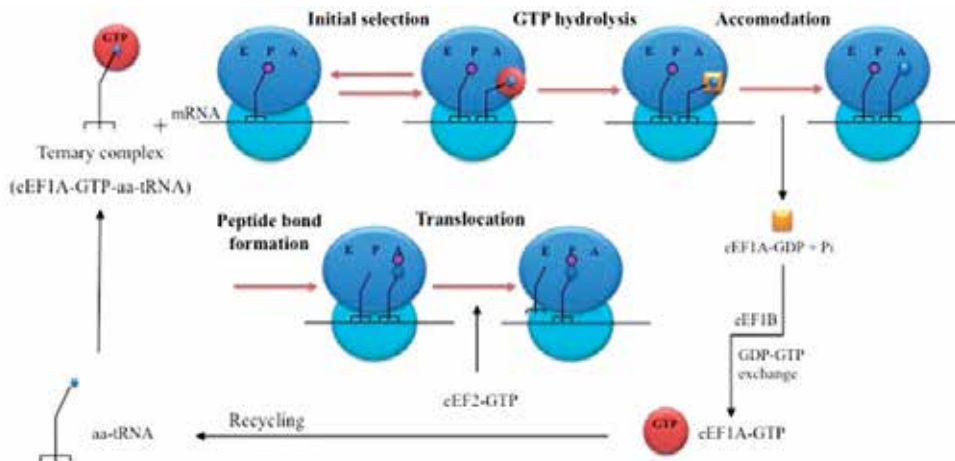 Initial selection
GTP hydrolysis
Accomodation
GTP
E P A
E P A
E P A
E P A
+ mRNA
Ternary complex
(eEF1A-GTP-aa-tRNA)
Peptide bond
formation
Translocation
E P A
E P A
eEF1A-GDP + Pi
eEF1B
GDP-GTP
exchange
eEF2-GTP
Recycling
aa-tRNA
GTP
eEF1A-GTP